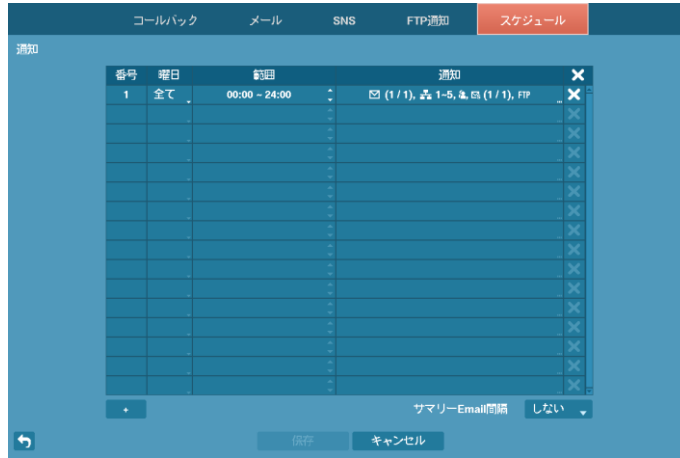 コールバック メール SNS FTP通知 スケジュール
通知
番号 曜日 範囲 通知
1 全て 00:00 ~ 24:00 (1 / 1), 1~5, (1 / 1), FTP ...
+ サマリーEmail間隔 しない
保存 キャンセル